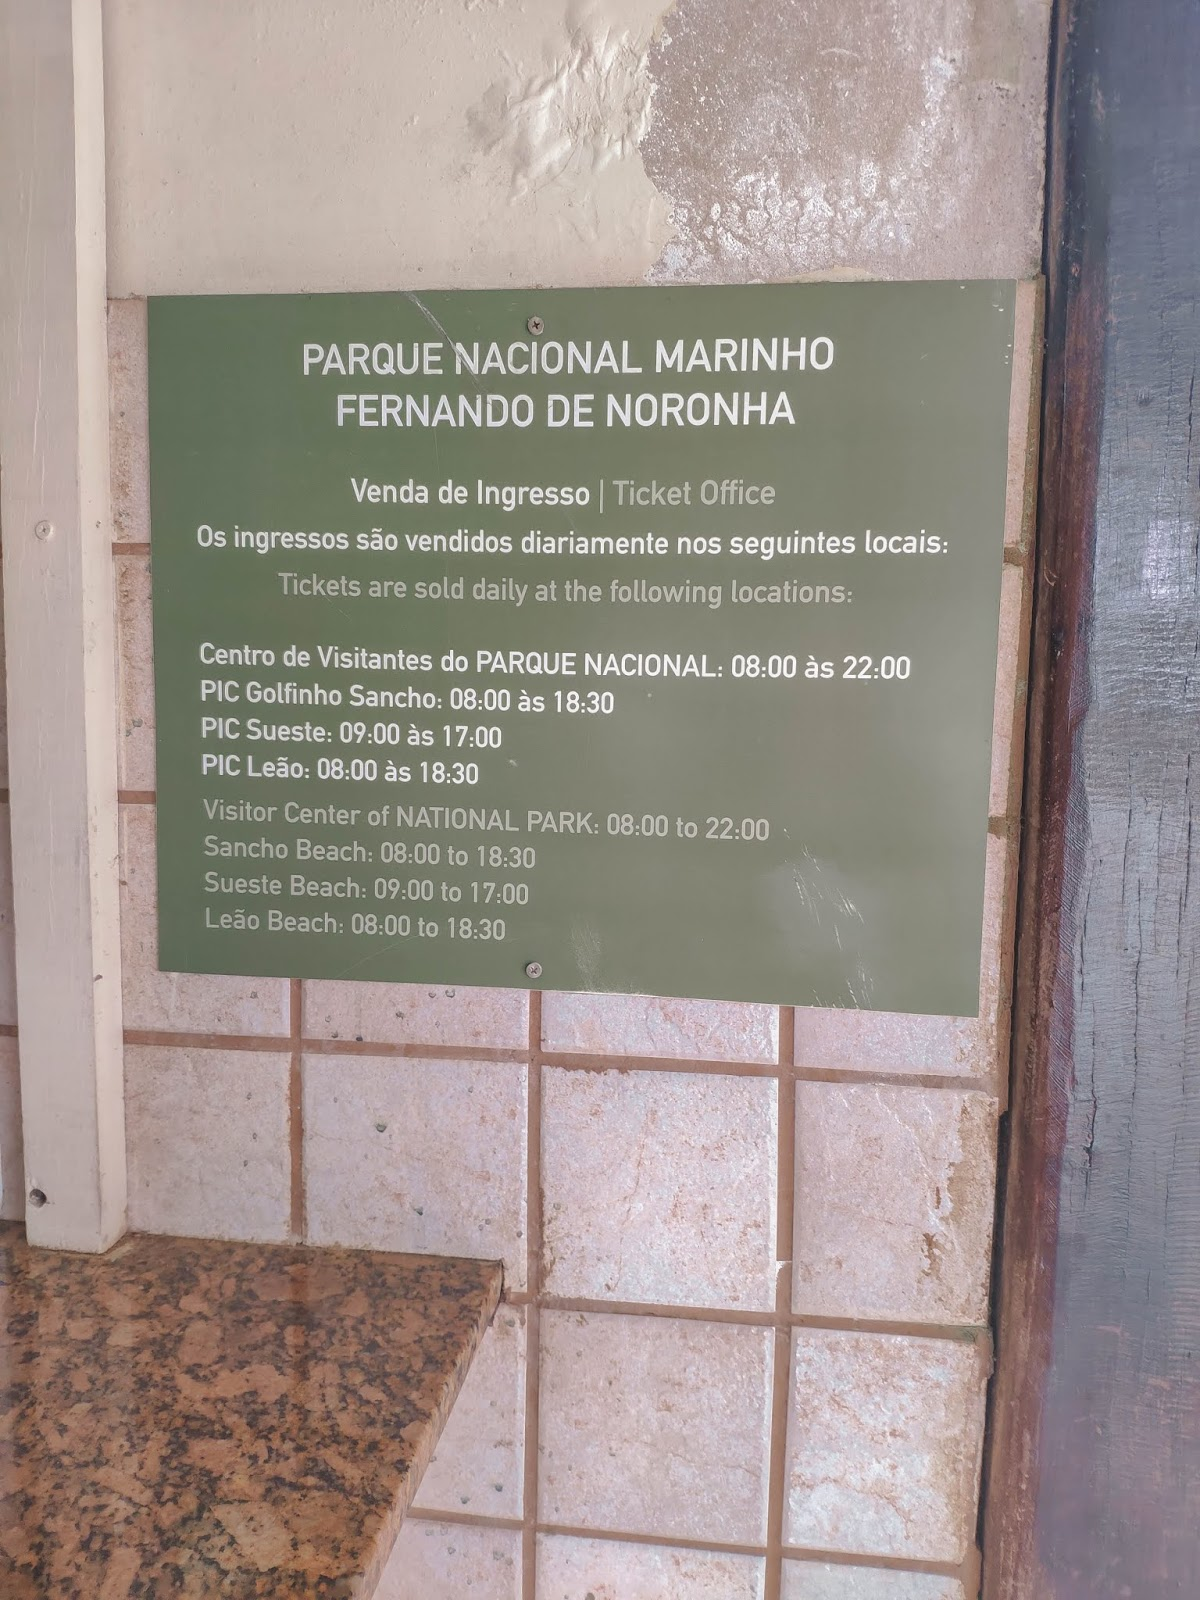 PARQUE NACIONAL MARINHO
FERNANDO DE NORONHA
Venda de Ingresso | Ticket Office
Os ingressos são vendidos diariamente nos seguintes locais:
Tickets are sold daily at the following locations:
Centro de Visitantes do PARQUE NACIONAL: 08:00 às 22:00
PIC Golfinho Sancho: 08:00 às 18:30
PIC Sueste: 09:00 às 17:00
PIC Leão: 08:00 às 18:30
Visitor Center of NATIONAL PARK: 08:00 to 22:00
Sancho Beach: 08:00 to 18:30
Sueste Beach: 09:00 to 17:00
Leão Beach: 08:00 to 18:30